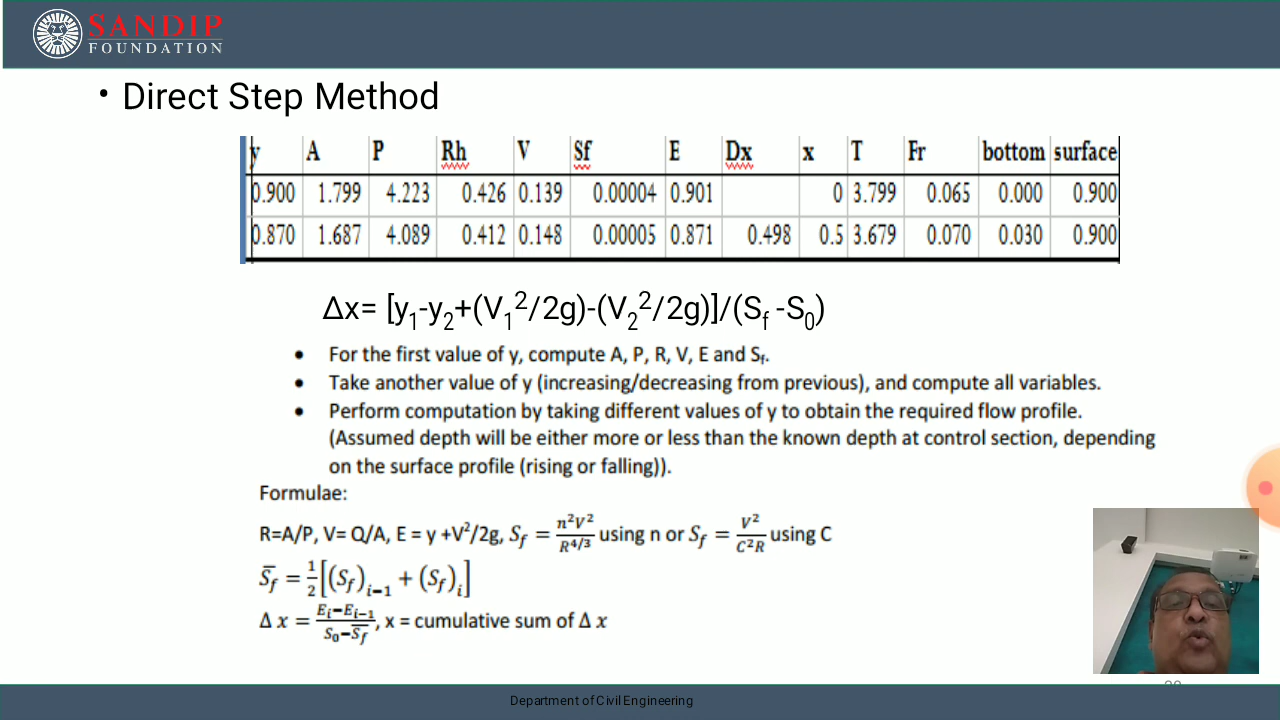 SANDIP
FOUNDATION
• Direct Step Method
y A P Rh V Sf E Dx x T Fr bottom surface
0.900 1.799 4.223 0.426 0.139 0.00004 0.901 0 3.799 0.065 0.000 0.900
0.870 1.687 4.089 0.412 0.148 0.00005 0.871 0.498 0.5 3.679 0.070 0.030 0.900
Δx= [y₁-y₂+(V₁²/2g)-(V₂²/2g)]/(S_f -S₀)
• For the first value of y, compute A, P, R, V, E and S_f.
• Take another value of y (increasing/decreasing from previous), and compute all variables.
• Perform computation by taking different values of y to obtain the required flow profile.
(Assumed depth will be either more or less than the known depth at control section, depending
on the surface profile (rising or falling)).
Formulae:
R=A/P, V= Q/A, E = y +V²/2g, S_f = n²V²/R^4/3 using n or S_f = V²/C²R using C
S̄_f = 1/2[(S_f)_i−1 + (S_f)_i]
Δ x = E_i−E_i−1/S₀−S̄_f, x = cumulative sum of Δ x
Department of Civil Engineering